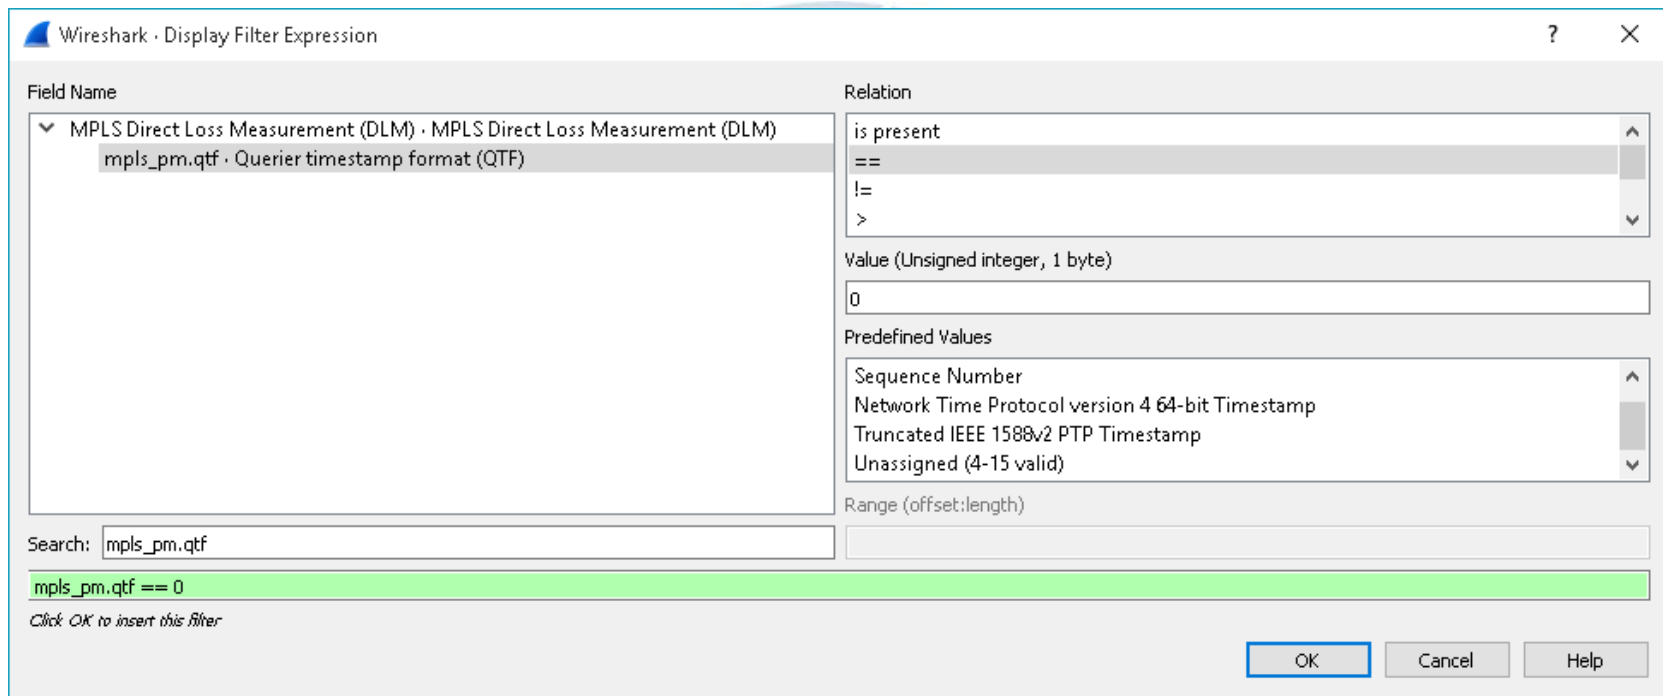 Wireshark · Display Filter Expression
?
Field Name
MPLS Direct Loss Measurement (DLM) · MPLS Direct Loss Measurement (DLM)
mpls_pm.qtf · Querier timestamp format (QTF)
Search: mpls_pm.qtf
Relation
is present
==
!=
>
Value (Unsigned integer, 1 byte)
0
Predefined Values
Sequence Number
Network Time Protocol version 4 64-bit Timestamp
Truncated IEEE 1588v2 PTP Timestamp
Unassigned (4-15 valid)
Range (offset:length)
mpls_pm.qtf == 0
Click OK to insert this filter
OK Cancel Help